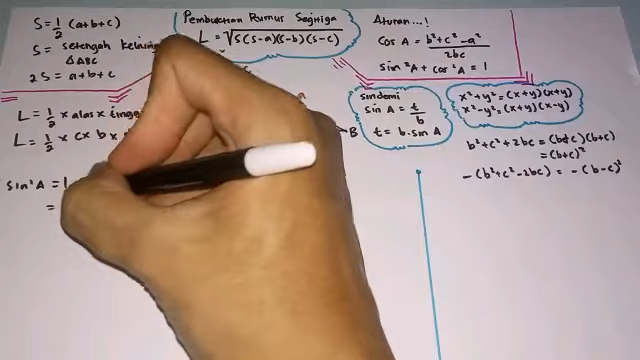 S = 1/2 (a+b+c)
S = setengah
ΔABC
2S = a+b+c
Pembuktian Rumus Segitiga
L = √S(S-a)(S-b)(S-c)
Aturan...!
cos A = b²+c²-a² / 2bc
sin²A + cos²A = 1
L = 1/2 x alas x tinggi
L = 1/2 x c x b x
B
sindemi
sin A = t/b
t = b.sin A
x²+y² = (x+y)(x+y)
x²-y² = (x+y)(x-y)
b²+c²+2bc = (b+c)(b+c)
= (b+c)²
-(b²+c²-2bc) = -(b-c)²
sin²A = 1
=